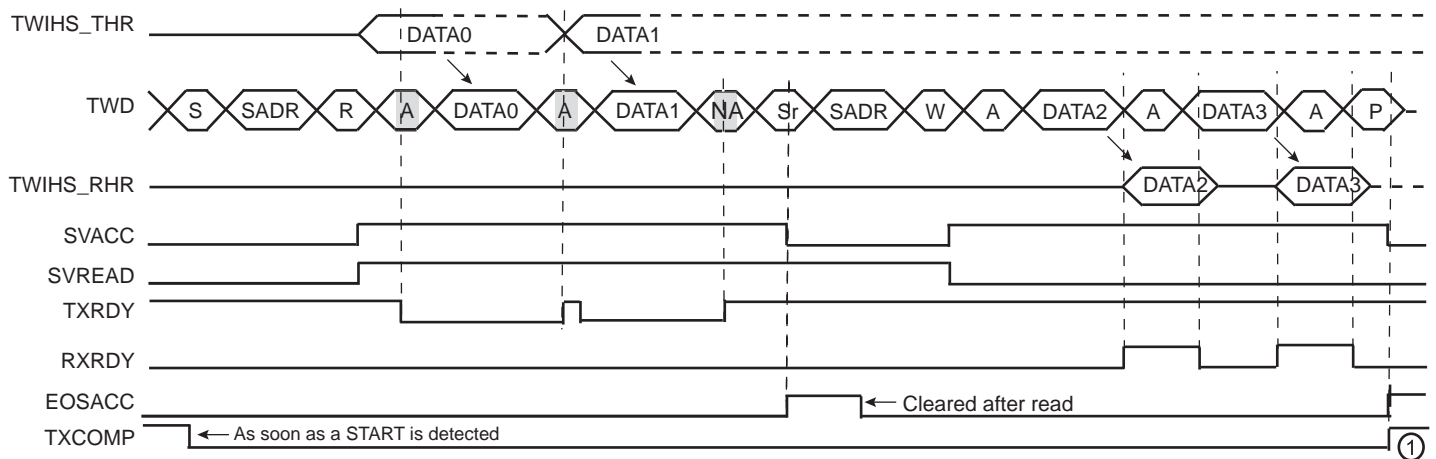 TWIHS_THR DATA0 DATA1
TWD S SADR R A DATA0 A DATA1 NA Sr SADR W A DATA2 A DATA3 A P
TWIHS_RHR DATA2 DATA3
SVACC
SVREAD
TXRDY
RXRDY
EOSACC Cleared after read
TXCOMP As soon as a START is detected 1